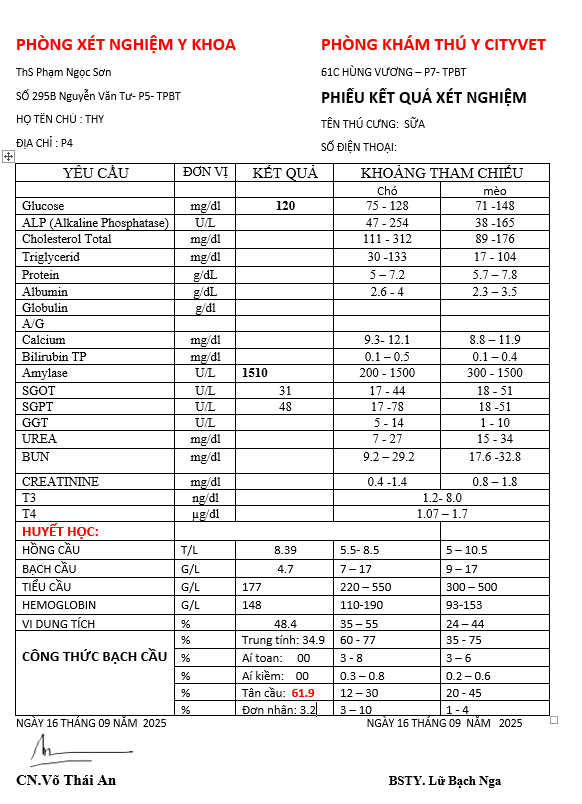 PHÒNG XÉT NGHIỆM Y KHOA PHÒNG KHÁM THÚ Y CITYVET
ThS Phạm Ngọc Sơn 61C HÙNG VƯƠNG – P7- TPBT
SỐ 295B Nguyễn Văn Tư- P5- TPBT PHIẾU KẾT QUẢ XÉT NGHIỆM
HỌ TÊN CHỦ : THY TÊN THÚ CƯNG: SỮA
ĐỊA CHỈ : P4 SỐ ĐIỆN THOẠI:
YÊU CẦU ĐƠN VỊ KẾT QUẢ KHOẢNG THAM CHIẾU
Chó mèo
Glucose mg/dl 120 75 - 128 71 -148
ALP (Alkaline Phosphatase) U/L 47 - 254 38 -165
Cholesterol Total mg/dl 111 - 312 89 -176
Triglycerid mg/dl 30 -133 17 - 104
Protein g/dL 5 – 7.2 5.7 – 7.8
Albumin g/dL 2.6 - 4 2.3 – 3.5
Globulin g/dl
A/G
Calcium mg/dl 9.3- 12.1 8.8 – 11.9
Bilirubin TP mg/dl 0.1 – 0.5 0.1 – 0.4
Amylase U/L 1510 200 - 1500 300 - 1500
SGOT U/L 31 17 - 44 18 - 51
SGPT U/L 48 17 -78 18 -51
GGT U/L 5 - 14 1 - 10
UREA mg/dl 7 - 27 15 - 34
BUN mg/dl 9.2 – 29.2 17.6 -32.8
CREATININE mg/dl 0.4 -1.4 0.8 – 1.8
T3 ng/dl 1.2- 8.0
T4 µg/dl 1.07 – 1.7
HUYẾT HỌC:
HỒNG CẦU T/L 8.39 5.5- 8.5 5 – 10.5
BẠCH CẦU G/L 4.7 7 – 17 9 – 17
TIỂU CẦU G/L 177 220 – 550 300 – 500
HEMOGLOBIN G/L 148 110-190 93-153
VI DUNG TÍCH % 48.4 35 – 55 24 – 44
CÔNG THỨC BẠCH CẦU % Trung tính: 34.9 60 - 77 35 - 75
% Aí toan: 00 3 - 8 3 – 6
% Aí kiềm: 00 0.3 – 0.8 0.2 – 0.6
% Tân cầu: 61.9 12 – 30 20 - 45
% Đơn nhân: 3.2 3 – 10 1 - 4
NGÀY 16 THÁNG 09 NĂM 2025 NGÀY 16 THÁNG 09 NĂM 2025
CN.Võ Thái An BSTY. Lữ Bạch Nga